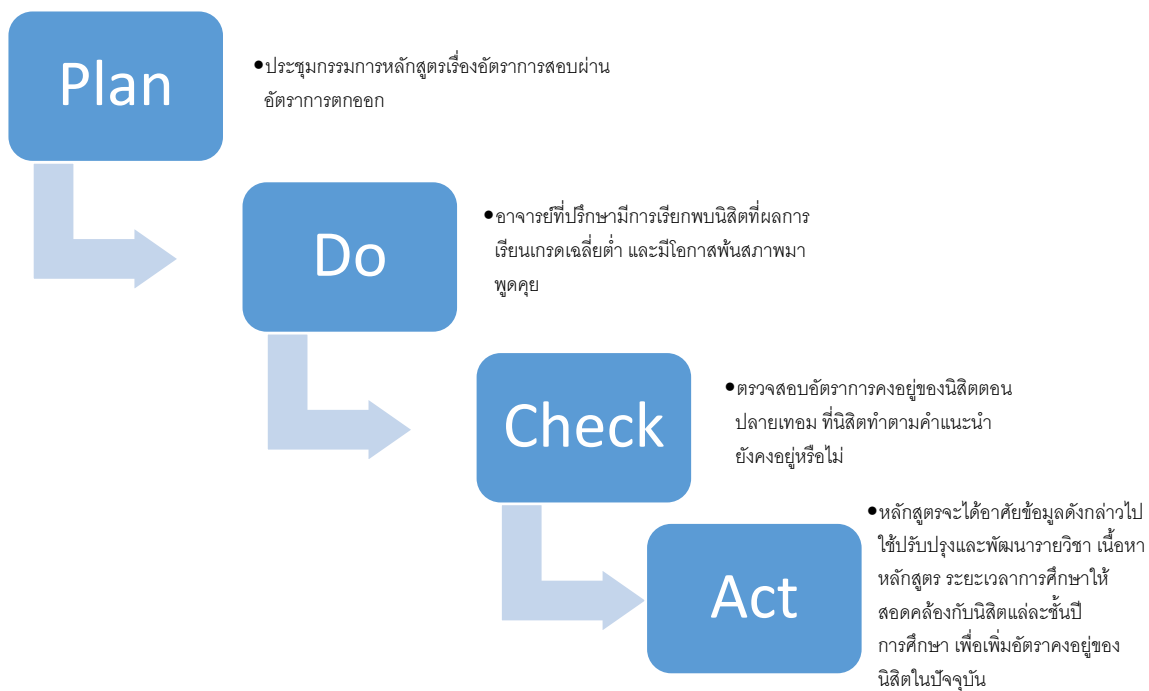 Plan
•ประชุมกรรมการหลักสูตรเรื่องอัตราการสอบผ่าน
อัตราการตกออก
Do
•อาจารย์ที่ปรึกษามีการเรียกพบนิสิตที่ผลการ
เรียนเกรดเฉลี่ยต่ำ และมีโอกาสพ้นสภาพมา
พูดคุย
Check
•ตรวจสอบอัตราการคงอยู่ของนิสิตตอน
ปลายเทอม ที่นิสิตทำตามคำแนะนำ
ยังคงอยู่หรือไม่
Act
•หลักสูตรจะได้อาศัยข้อมูลดังกล่าวไป
ใช้ปรับปรุงและพัฒนารายวิชา เนื้อหา
หลักสูตร ระยะเวลาการศึกษาให้
สอดคล้องกับนิสิตแล่ละชั้นปี
การศึกษา เพื่อเพิ่มอัตราคงอยู่ของ
นิสิตในปัจจุบัน